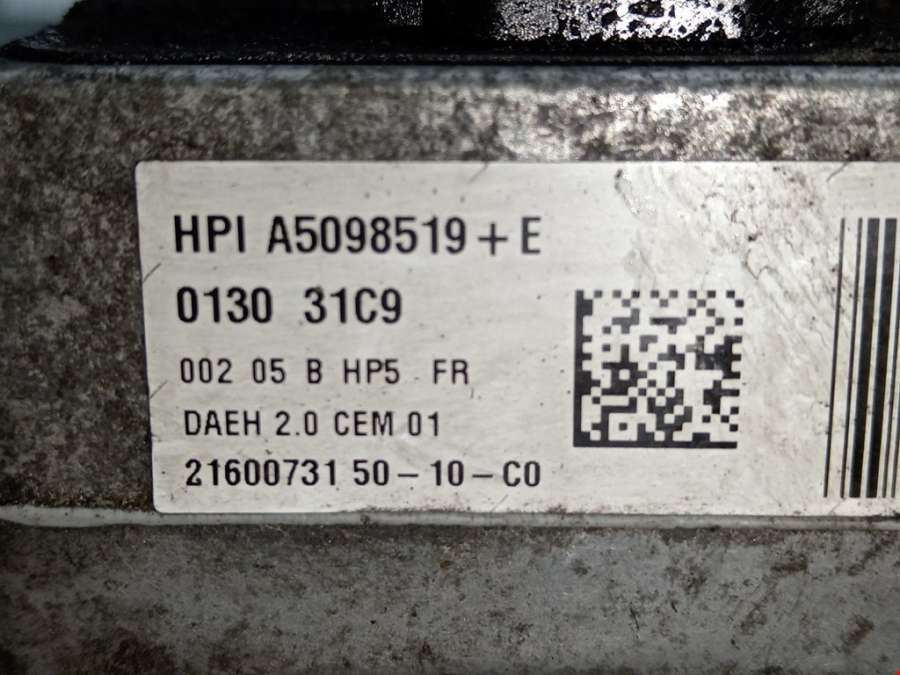 HPI A5098519+E
0130 31C9
002 05 B HP5 FR
DAEH 2.0 CEM 01
21600731 50-10-C0